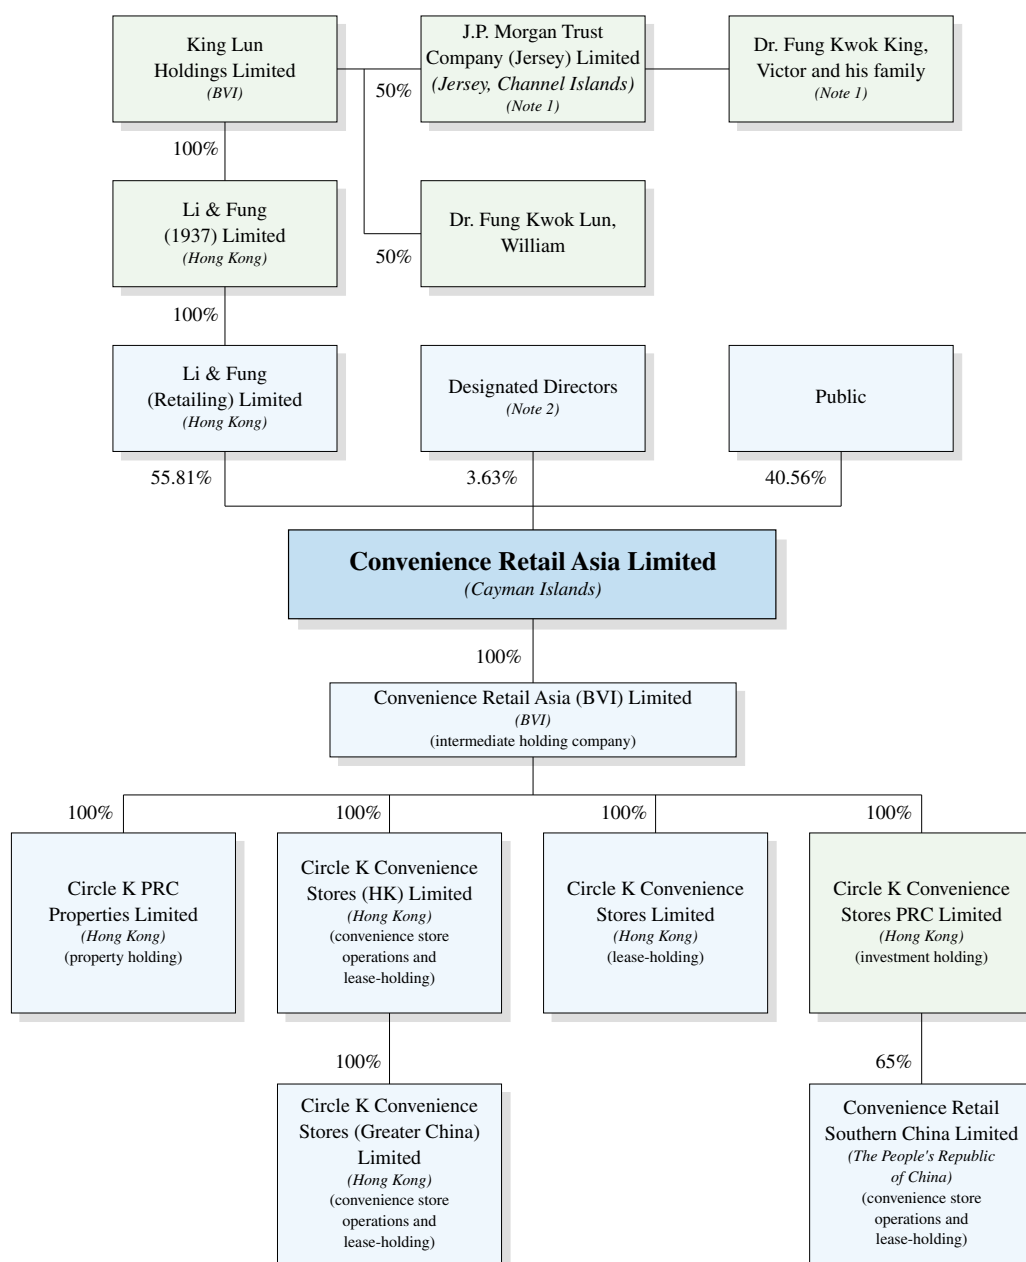 King Lun
Holdings Limited
(BVI)
50%
J.P. Morgan Trust
Company (Jersey) Limited
(Jersey, Channel Islands)
(Note 1)
Dr. Fung Kwok King,
Victor and his family
(Note 1)
100%
Li & Fung
(1937) Limited
(Hong Kong)
50%
Dr. Fung Kwok Lun,
William
100%
Li & Fung
(Retailing) Limited
(Hong Kong)
Designated Directors
(Note 2)
Public
55.81%
3.63%
40.56%
Convenience Retail Asia Limited
(Cayman Islands)
100%
Convenience Retail Asia (BVI) Limited
(BVI)
(intermediate holding company)
100%
100%
100%
100%
Circle K PRC
Properties Limited
(Hong Kong)
(property holding)
Circle K Convenience
Stores (HK) Limited
(Hong Kong)
(convenience store
operations and
lease-holding)
Circle K Convenience
Stores Limited
(Hong Kong)
(lease-holding)
Circle K Convenience
Stores PRC Limited
(Hong Kong)
(investment holding)
100%
65%
Circle K Convenience
Stores (Greater China)
Limited
(Hong Kong)
(convenience store
operations and
lease-holding)
Convenience Retail
Southern China Limited
(The People's Republic
of China)
(convenience store
operations and
lease-holding)